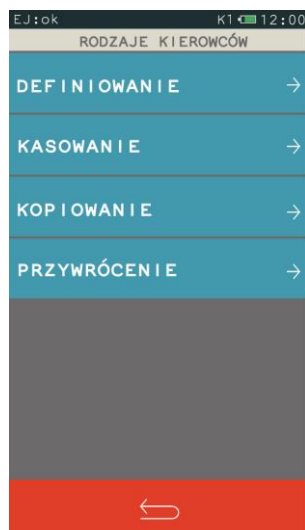 EJ:ok K1 12:00
RODZAJE KIEROWCÓW
DEFINIOWANIE
KASOWANIE
KOPIOWANIE
PRZYWRÓCENIE